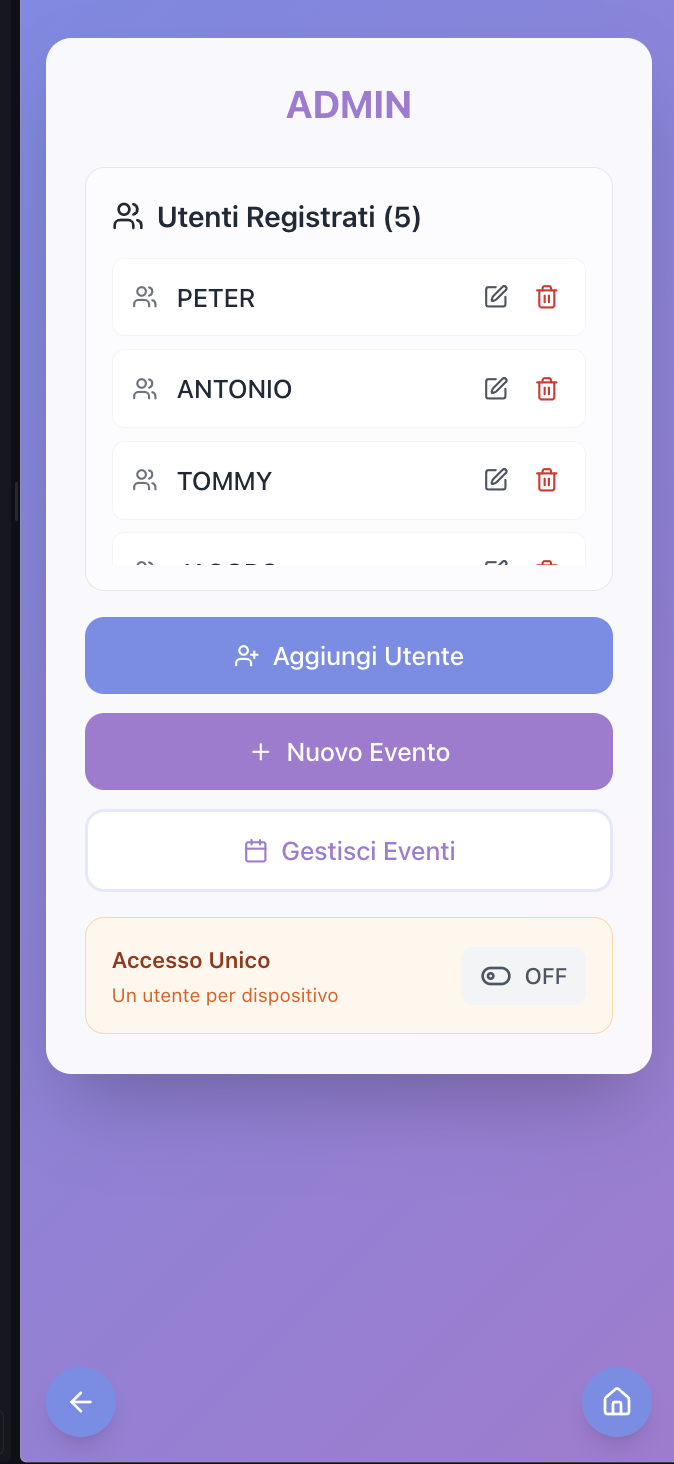 ADMIN
Utenti Registrati (5)
PETER
ANTONIO
TOMMY
Aggiungi Utente
Nuovo Evento
Gestisci Eventi
Accesso Unico
Un utente per dispositivo
OFF